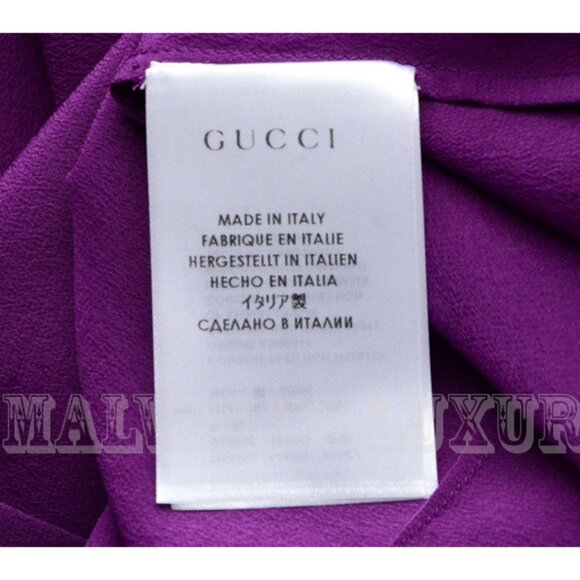 GUCCI
MADE IN ITALY
FABRIQUE EN ITALIE
HERGESTELLT IN ITALIEN
HECHO EN ITALIA
イタリア製
СДЕЛАНО В ИТАЛИИ